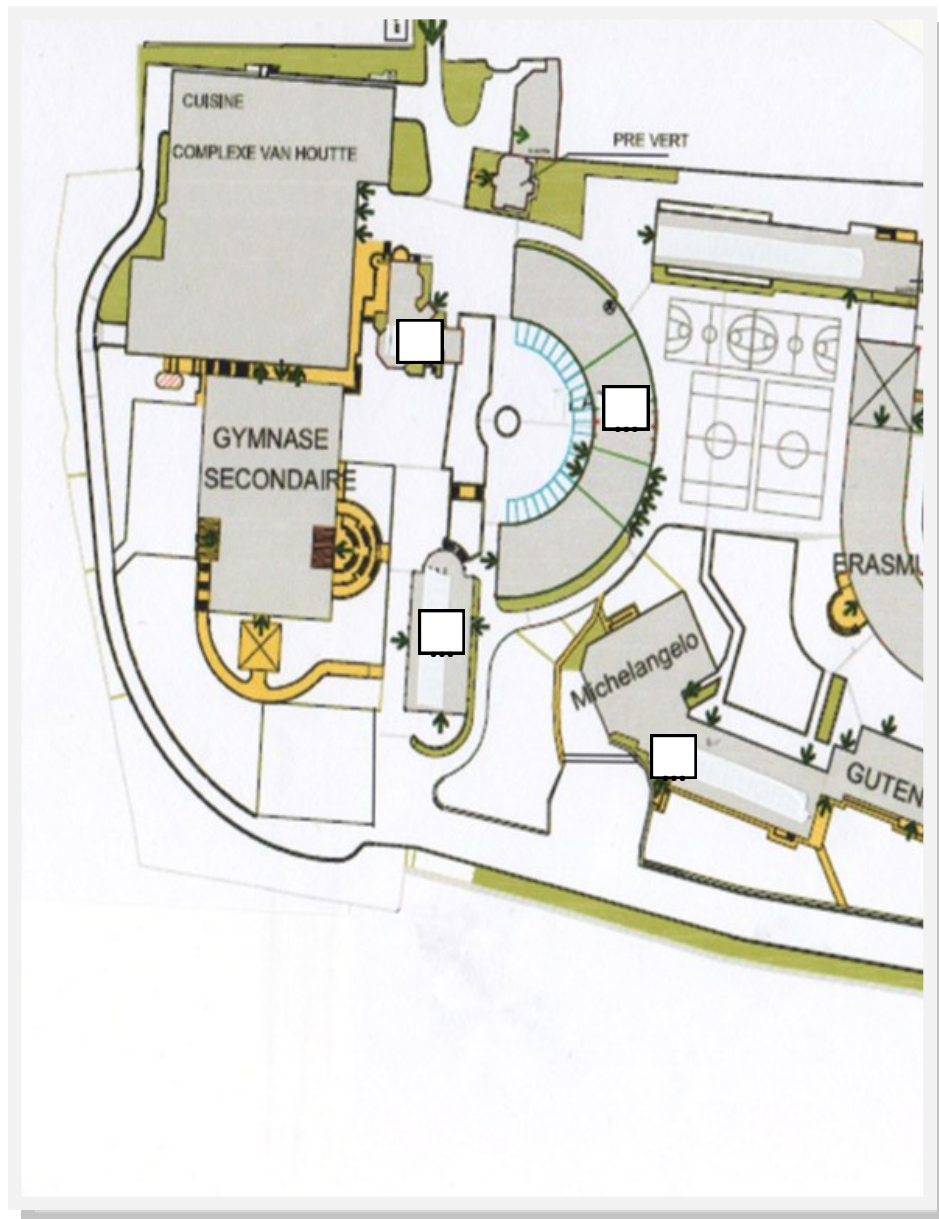 CUISINE
COMPLEXE VAN HOUTTE
PRE VERT
GYMNASE
SECONDAIRE
ERASMU
Michelangelo
GUTEN